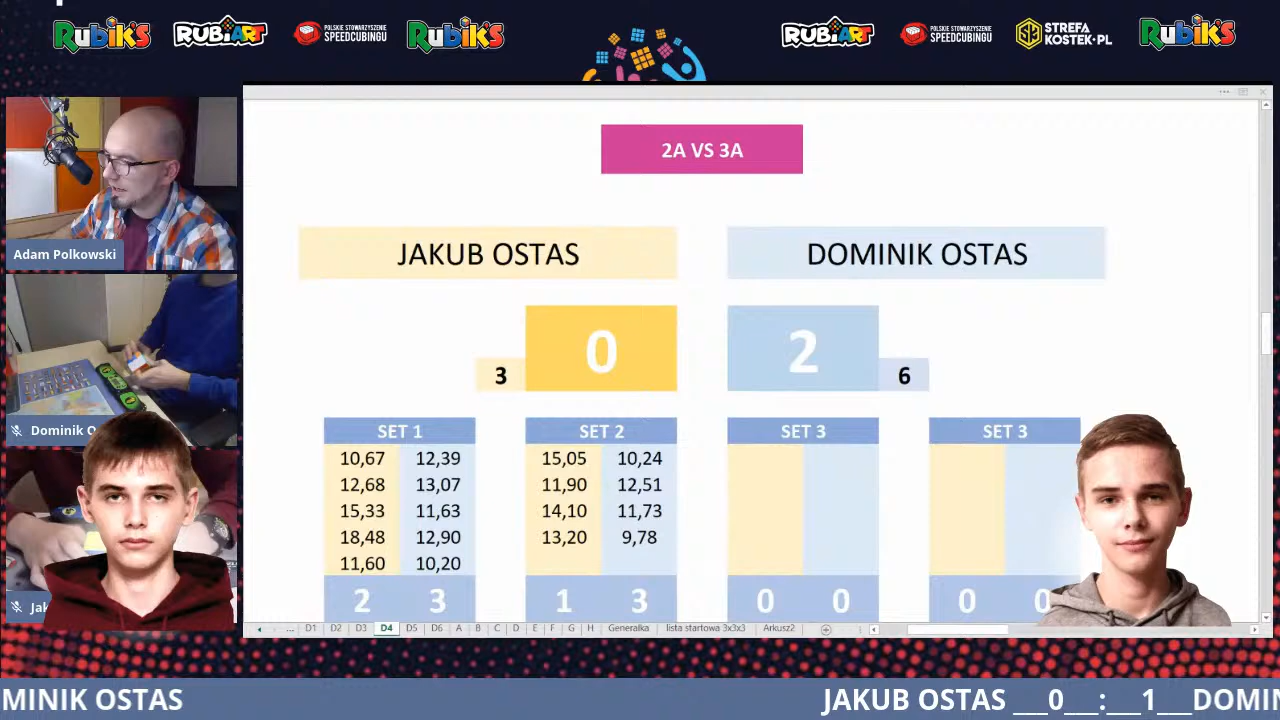 RUBIK'S RUBIART POLSKIE STOWARZYSZENIE SPEEDCUBINGU RUBIK'S RUBIART POLSKIE STOWARZYSZENIE SPEEDCUBINGU STREFA KOSTEK.PL RUBIK'S
2A VS 3A
JAKUB OSTAS DOMINIK OSTAS
Adam Polkowski
0 2
3 6
Dominik O
SET 1 SET 2 SET 3 SET 3
10,67 12,39 15,05 10,24
12,68 13,07 11,90 12,51
15,33 11,63 14,10 11,73
18,48 12,90 13,20 9,78
11,60 10,20
2 3 1 3 0 0 0 0
Jak
... D1 D2 D3 D4 D5 D6 A B C D E F G H Generalka lista startowa 3x3x3 Arkusz2
MINIK OSTAS JAKUB OSTAS ___0___:___1___DOMIN